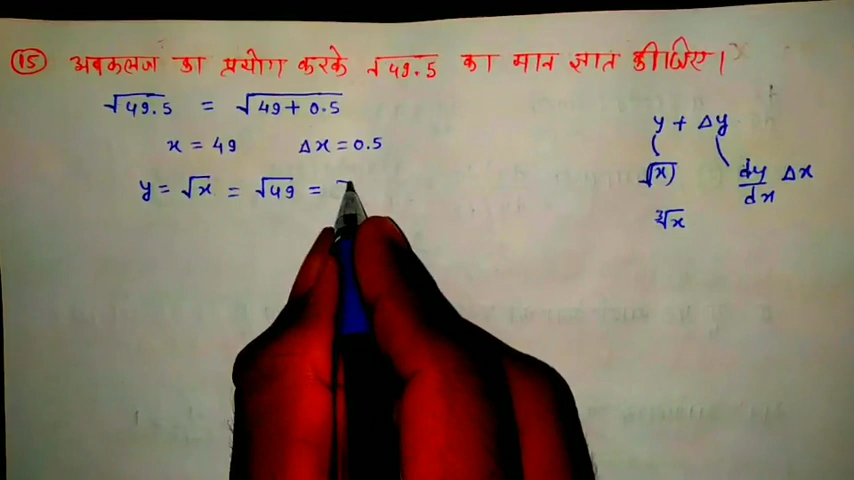 (15) अवकलज का प्रयोग करके √49.5 का मान ज्ञात कीजिए।
√49.5 = √49+0.5
x = 49 Δx = 0.5
y = √x = √49 =
y + Δy
√x dy/dx Δx
∛x